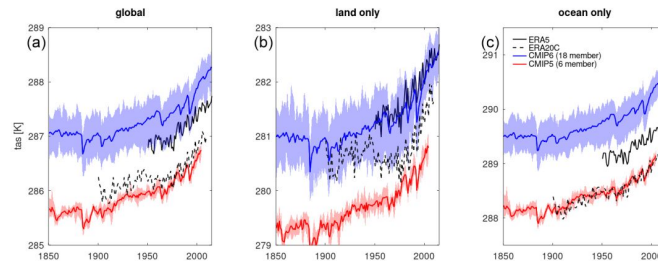 global
(a)
289
288
287
286
285
tas [K]
1850
1900
1950
2000
land only
(b)
283
282
281
280
279
1850
1900
1950
2000
ocean only
(c)
ERA5
ERA20C
CMIP6 (18 member)
CMIP5 (6 member)
291
290
289
288
1850
1900
1950
2000